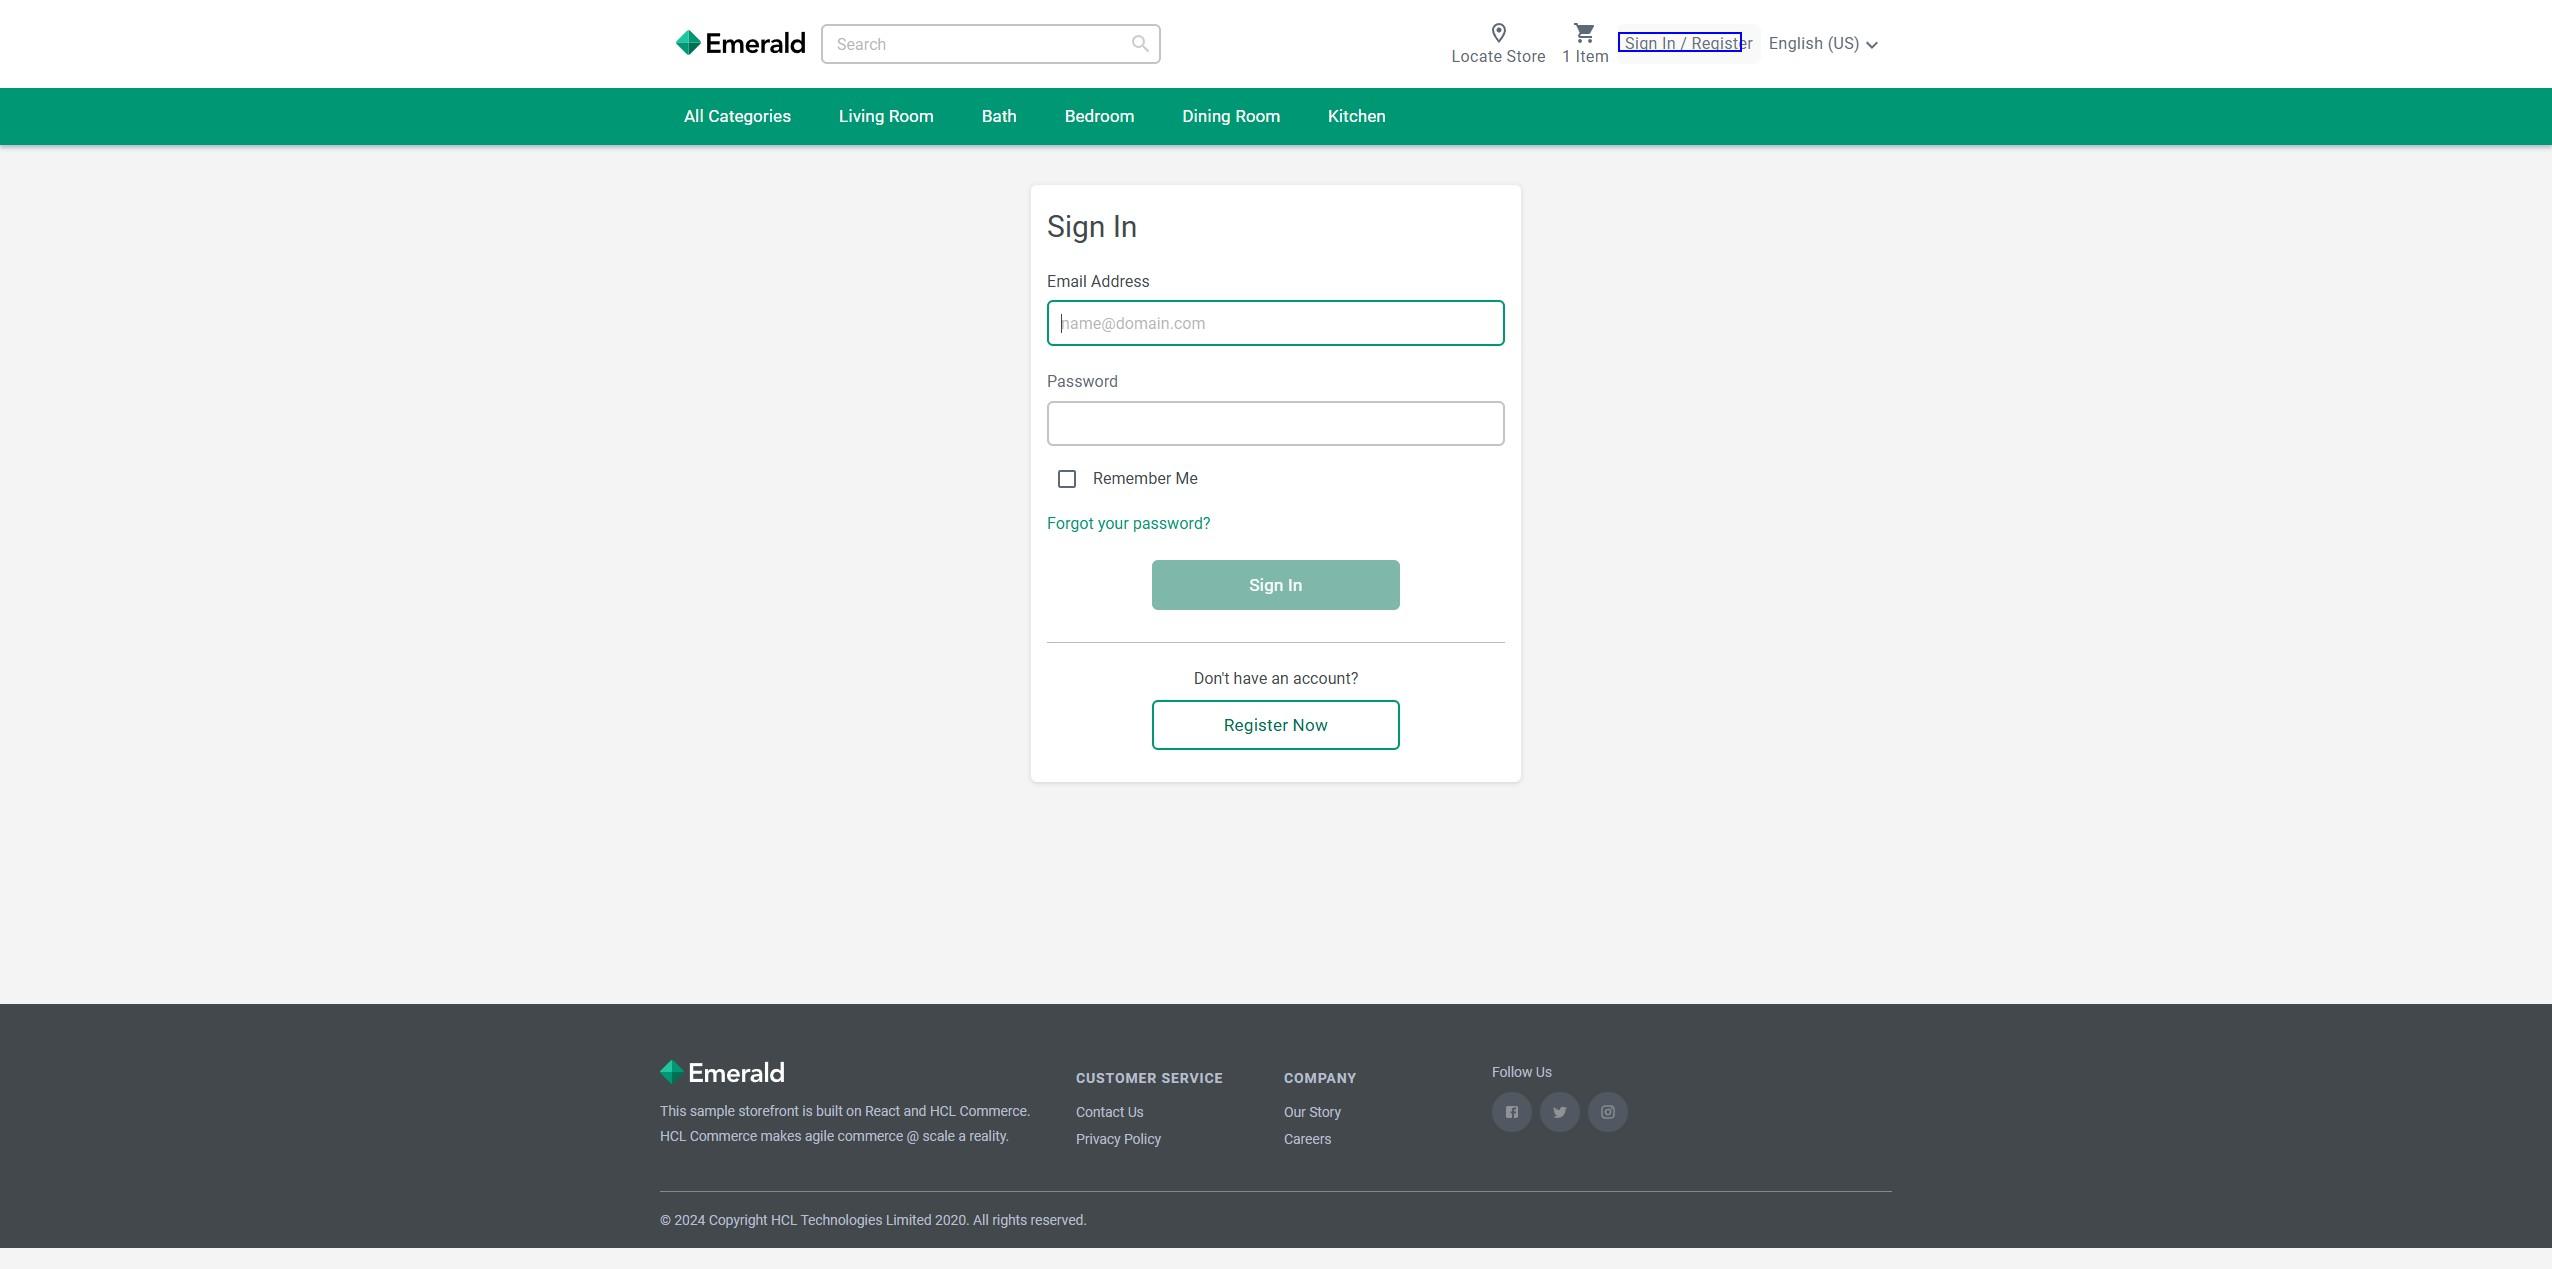 Emerald
Search
Locate Store
1 Item
Sign In / Register
English (US)
All Categories
Living Room
Bath
Bedroom
Dining Room
Kitchen
Sign In
Email Address
name@domain.com
Password
Remember Me
Forgot your password?
Sign In
Don't have an account?
Register Now
Emerald
This sample storefront is built on React and HCL Commerce.
HCL Commerce makes agile commerce @ scale a reality.
CUSTOMER SERVICE
Contact Us
Privacy Policy
COMPANY
Our Story
Careers
Follow Us
© 2024 Copyright HCL Technologies Limited 2020. All rights reserved.